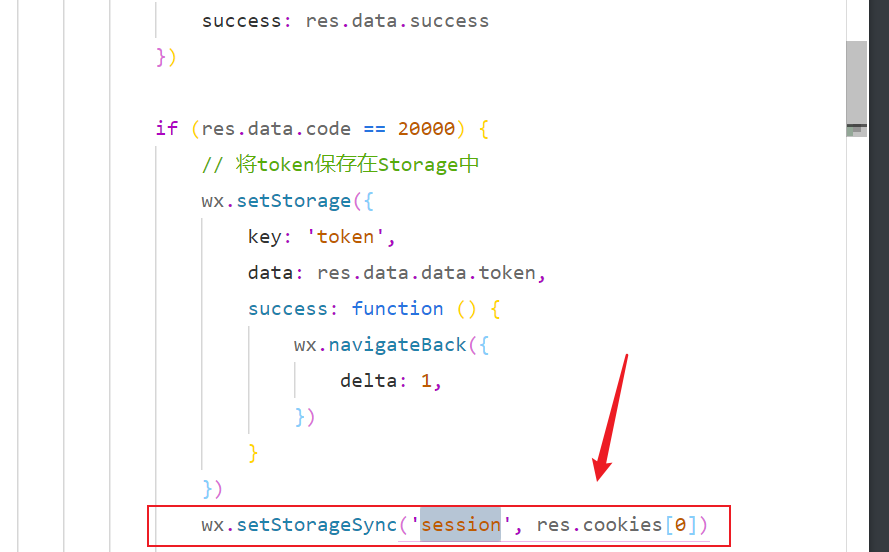 success: res.data.success
})
if (res.data.code == 20000) {
// 将token保存在Storage中
wx.setStorage({
key: 'token',
data: res.data.data.token,
success: function () {
wx.navigateBack({
delta: 1,
})
}
})
wx.setStorageSync('session', res.cookies[0])